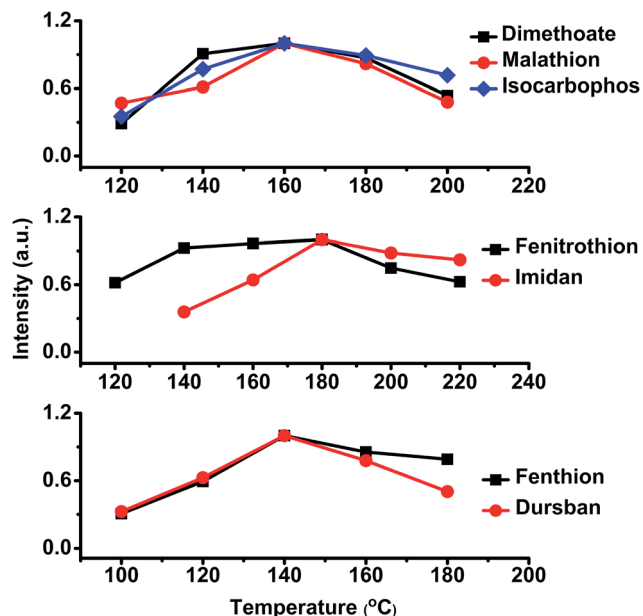 1.2
0.6
0.0
Dimethoate
Malathion
Isocarbophos
120 140 160 180 200 220
1.2
0.6
0.0
Fenitrothion
Imidan
120 140 160 180 200 220 240
Intensity (a.u.)
1.2
0.6
0.0
Fenthion
Dursban
100 120 140 160 180 200
Temperature (°C)